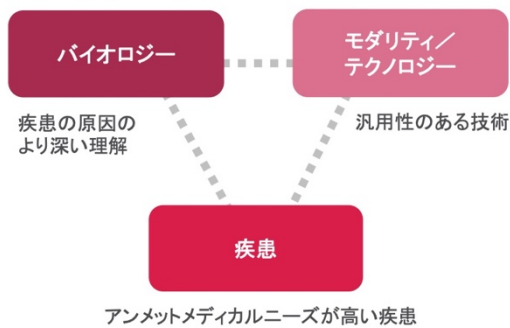 バイオロジー
モダリティ／
テクノロジー
疾患の原因の
より深い理解
汎用性のある技術
疾患
アンメットメディカルニーズが高い疾患